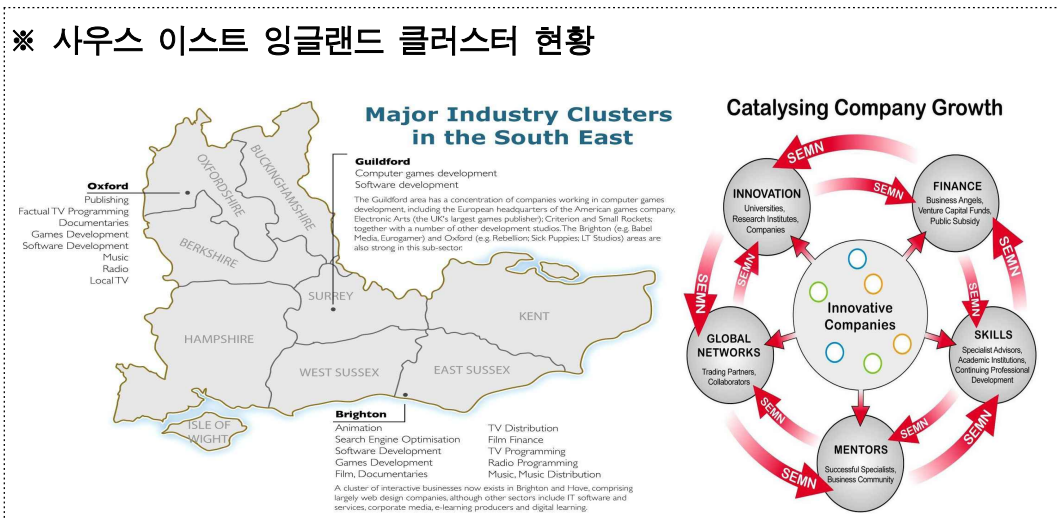 ※ 사우스 이스트 잉글랜드 클러스터 현황
Major Industry Clusters
in the South East
Guildford
Computer games development
Software development
The Guildford area has a concentration of companies working in computer games
development, including the European headquarters of the American games company,
Electronic Arts (the UK's largest games publisher); Criterion and Small Rockets;
together with a number of other development studios. The Brighton (e.g. Babel
Media, Eurogamer) and Oxford (e.g. Rebellion; Sick Puppies; LT Studios) areas are
also strong in this sub-sector.
Oxford
Publishing
Factual TV Programming
Documentaries
Games Development
Software Development
Music
Radio
Local TV
OXFORDSHIRE
BUCKINGHAMSHIRE
BERKSHIRE
SURREY
KENT
HAMPSHIRE
WEST SUSSEX
EAST SUSSEX
ISLE OF
WIGHT
Brighton
Animation
Search Engine Optimisation
Software Development
Games Development
Film, Documentaries
TV Distribution
Film Finance
TV Programming
Radio Programming
Music, Music Distribution
A cluster of interactive businesses now exists in Brighton and Hove, comprising
largely web design companies, although other sectors include IT software and
services, corporate media, e-learning producers and digital learning.
Catalysing Company Growth
SEMN
INNOVATION
Universities,
Research Institutes,
Companies
SEMN
FINANCE
Business Angels,
Venture Capital Funds,
Public Subsidy
SEMN
SEMN
SEMN
SEMN
Innovative
Companies
GLOBAL
NETWORKS
Trading Partners,
Collaborators
SKILLS
Specialist Advisors,
Academic Institutions,
Continuing Professional
Development
SEMN
SEMN
SEMN
SEMN
MENTORS
Successful Specialists,
Business Community